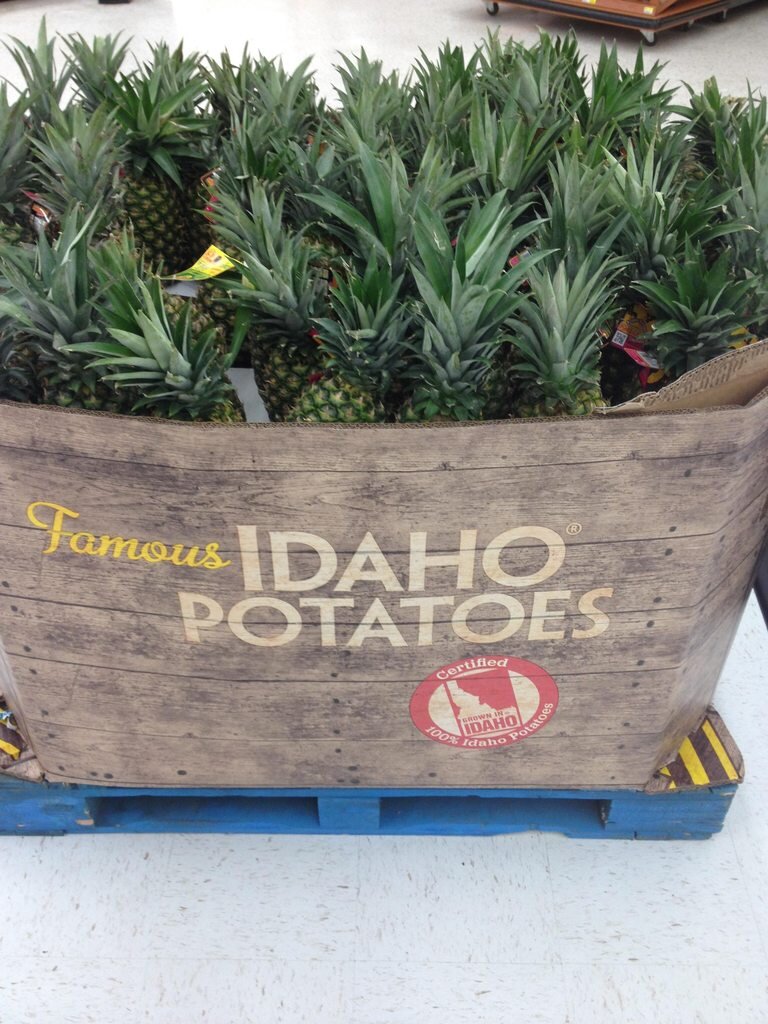 Famous IDAHO®
POTATOES
Certified
GROWN IN
IDAHO
100% Idaho Potatoes